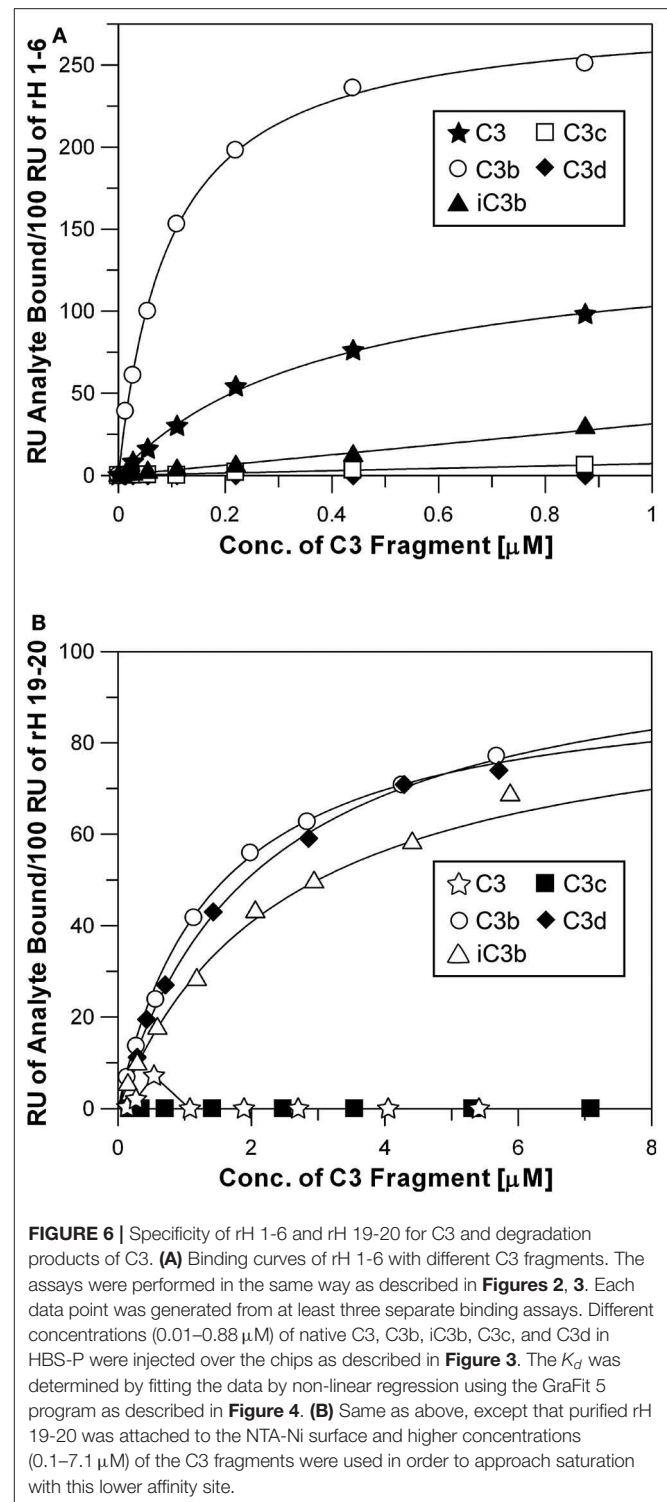 A
RU Analyte Bound/100 RU of rH 1-6
250
200
150
100
50
0
C3 C3c
C3b C3d
iC3b
0 0.2 0.4 0.6 0.8 1
Conc. of C3 Fragment [μM]
B
RU of Analyte Bound/100 RU of rH 19-20
100
80
60
40
20
0
C3 C3c
C3b C3d
iC3b
0 2 4 6 8
Conc. of C3 Fragment [μM]
FIGURE 6 | Specificity of rH 1-6 and rH 19-20 for C3 and degradation
products of C3. (A) Binding curves of rH 1-6 with different C3 fragments. The
assays were performed in the same way as described in Figures 2, 3. Each
data point was generated from at least three separate binding assays. Different
concentrations (0.01–0.88 μM) of native C3, C3b, iC3b, C3c, and C3d in
HBS-P were injected over the chips as described in Figure 3. The Kd was
determined by fitting the data by non-linear regression using the GraFit 5
program as described in Figure 4. (B) Same as above, except that purified rH
19-20 was attached to the NTA-Ni surface and higher concentrations
(0.1–7.1 μM) of the C3 fragments were used in order to approach saturation
with this lower affinity site.